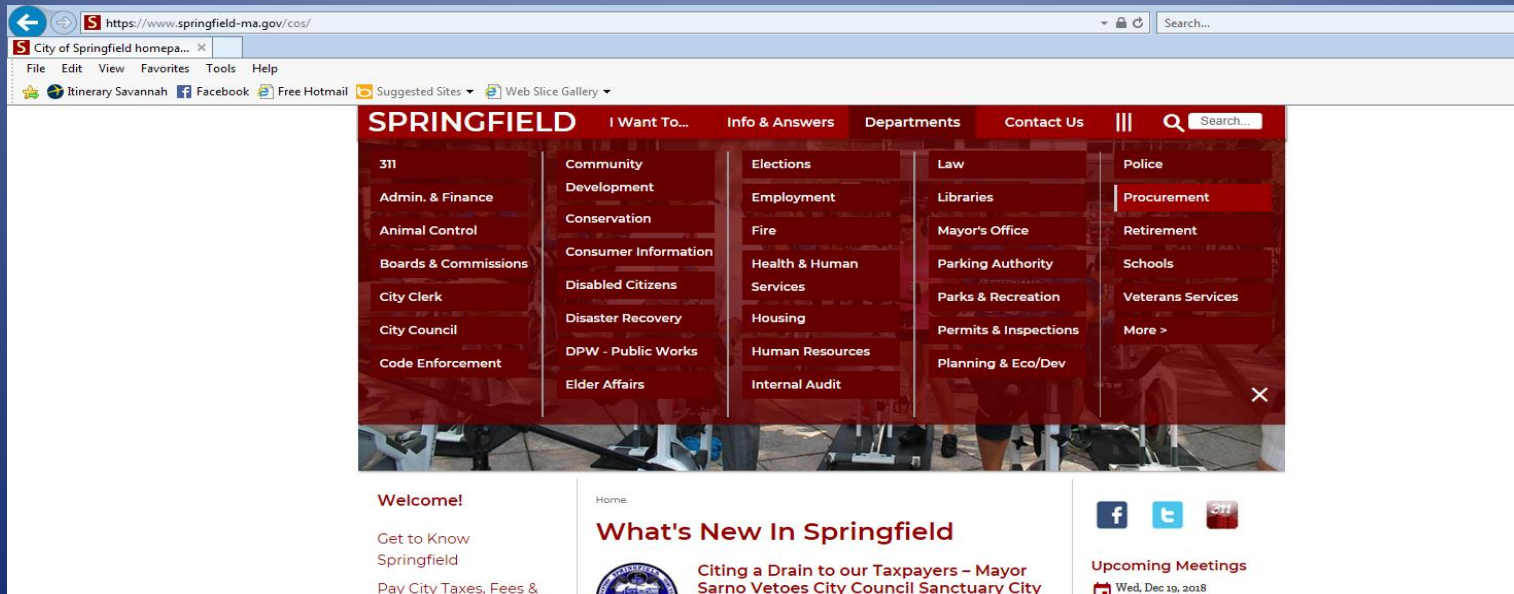 https://www.springfield-ma.gov/cos/
Search...
City of Springfield homepa...
File Edit View Favorites Tools Help
Itinerary Savannah Facebook Free Hotmail Suggested Sites Web Slice Gallery
SPRINGFIELD I Want To... Info & Answers Departments Contact Us Search...
311
Admin. & Finance
Animal Control
Boards & Commissions
City Clerk
City Council
Code Enforcement
Community
Development
Conservation
Consumer Information
Disabled Citizens
Disaster Recovery
DPW - Public Works
Elder Affairs
Elections
Employment
Fire
Health & Human
Services
Housing
Human Resources
Internal Audit
Law
Libraries
Mayor's Office
Parking Authority
Parks & Recreation
Permits & Inspections
Planning & Eco/Dev
Police
Procurement
Retirement
Schools
Veterans Services
More >
Welcome!
Get to Know
Springfield
Pay City Taxes, Fees &
Home
What's New In Springfield
Citing a Drain to our Taxpayers – Mayor
Sarno Vetoes City Council Sanctuary City
311
Upcoming Meetings
Wed, Dec 19, 2018